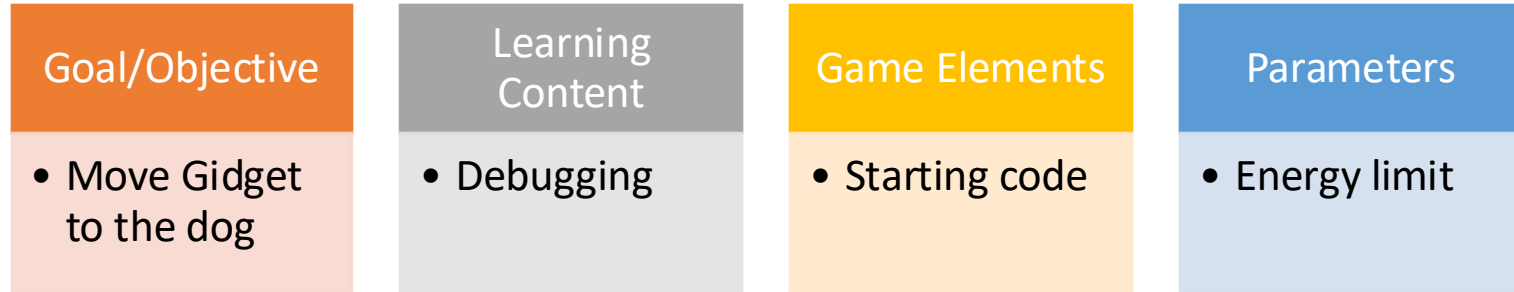 Goal/Objective
• Move Gidget
to the dog
Learning
Content
• Debugging
Game Elements
• Starting code
Parameters
• Energy limit